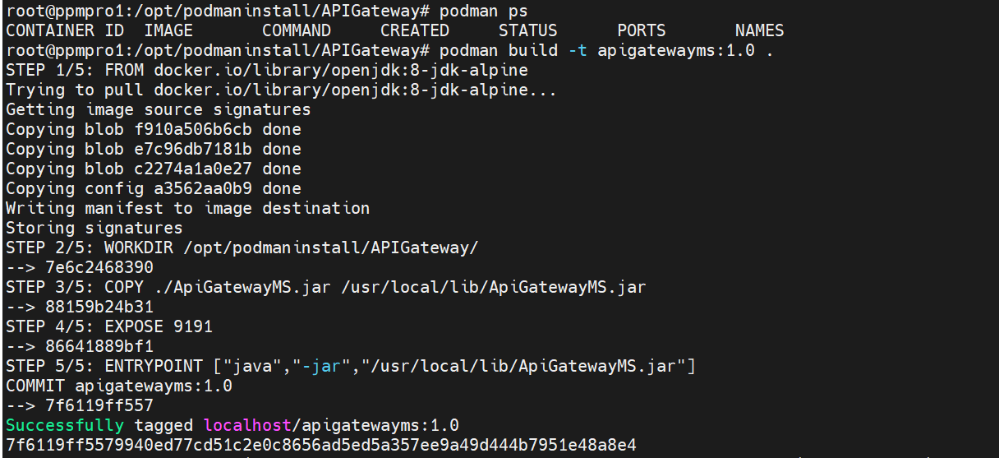 root@ppmpro1:/opt/podmaninstall/APIGateway# podman ps
CONTAINER ID  IMAGE       COMMAND     CREATED     STATUS      PORTS       NAMES
root@ppmpro1:/opt/podmaninstall/APIGateway# podman build -t apigatewayms:1.0 .
STEP 1/5: FROM docker.io/library/openjdk:8-jdk-alpine
Trying to pull docker.io/library/openjdk:8-jdk-alpine...
Getting image source signatures
Copying blob f910a506b6cb done
Copying blob e7c96db7181b done
Copying blob c2274a1a0e27 done
Copying config a3562aa0b9 done
Writing manifest to image destination
Storing signatures
STEP 2/5: WORKDIR /opt/podmaninstall/APIGateway/
--> 7e6c2468390
STEP 3/5: COPY ./ApiGatewayMS.jar /usr/local/lib/ApiGatewayMS.jar
--> 88159b24b31
STEP 4/5: EXPOSE 9191
--> 86641889bf1
STEP 5/5: ENTRYPOINT ["java","-jar","/usr/local/lib/ApiGatewayMS.jar"]
COMMIT apigatewayms:1.0
--> 7f6119ff557
Successfully tagged localhost/apigatewayms:1.0
7f6119ff5579940ed77cd51c2e0c8656ad5ed5a357ee9a49d444b7951e48a8e4